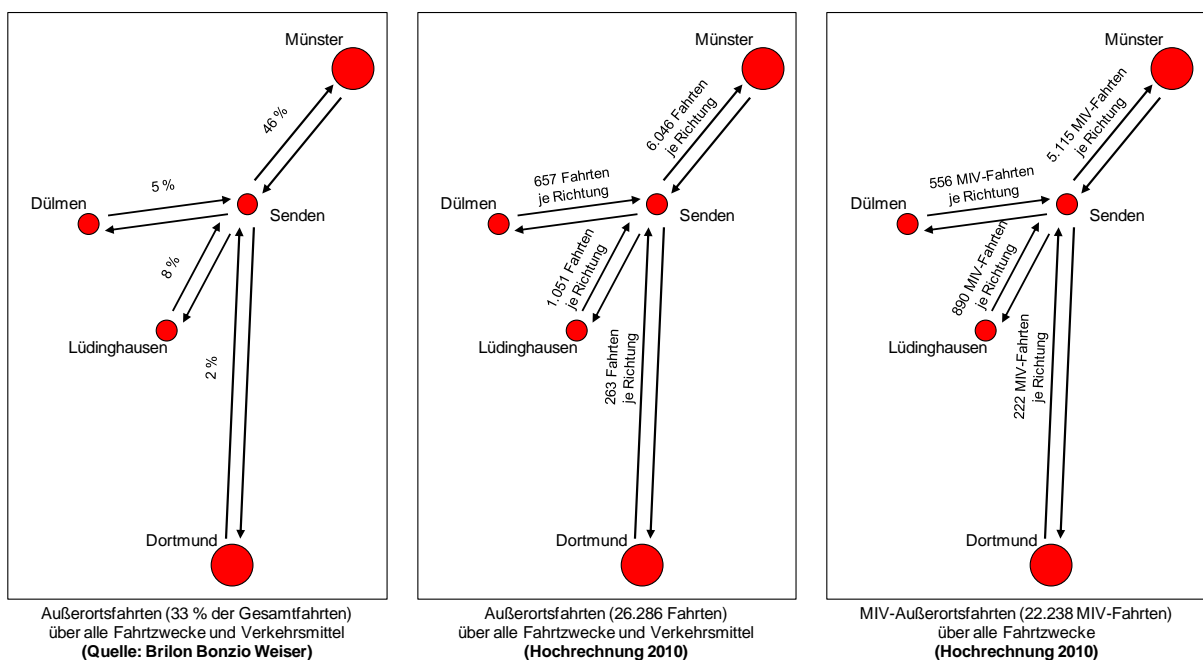 Münster
46 %
5 %
Dülmen
Senden
8 %
Lüdinghausen
2 %
Dortmund
Außerortsfahrten (33 % der Gesamtfahrten)
über alle Fahrtzwecke und Verkehrsmittel
(Quelle: Brilon Bonzio Weiser)
Münster
6.046 Fahrten
je Richtung
657 Fahrten
je Richtung
Dülmen
Senden
1.051 Fahrten
je Richtung
Lüdinghausen
263 Fahrten
je Richtung
Dortmund
Außerortsfahrten (26.286 Fahrten)
über alle Fahrtzwecke und Verkehrsmittel
(Hochrechnung 2010)
Münster
5.115 MIV-Fahrten
je Richtung
556 MIV-Fahrten
je Richtung
Dülmen
Senden
890 MIV-Fahrten
je Richtung
Lüdinghausen
222 MIV-Fahrten
je Richtung
Dortmund
MIV-Außerortsfahrten (22.238 MIV-Fahrten)
über alle Fahrtzwecke
(Hochrechnung 2010)